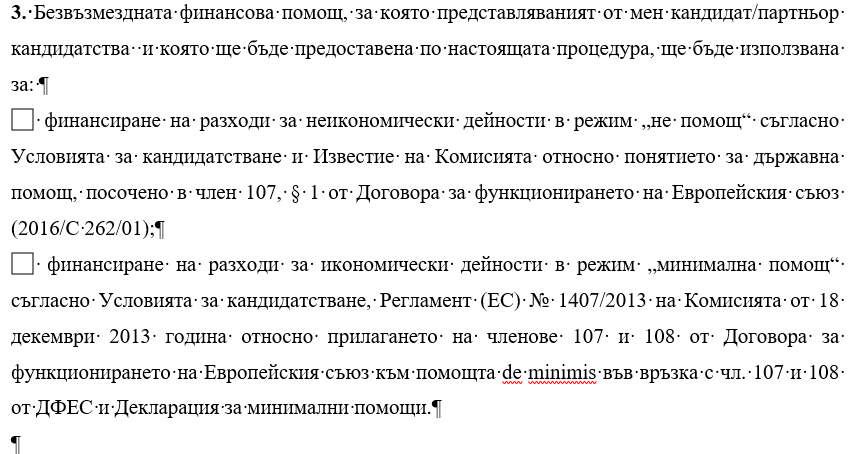 3. Безвъзмездната финансова помощ, за която представляваният от мен кандидат/партньор
кандидатства и която ще бъде предоставена по настоящата процедура, ще бъде използвана
за: ¶
☐ финансиране на разходи за неикономически дейности в режим „не помощ“ съгласно
Условията за кандидатстване и Известие на Комисията относно понятието за държавна
помощ, посочено в член 107, § 1 от Договора за функционирането на Европейския съюз
(2016/C 262/01);¶
☐ финансиране на разходи за икономически дейности в режим „минимална помощ“
съгласно Условията за кандидатстване, Регламент (ЕС) № 1407/2013 на Комисията от 18
декември 2013 година относно прилагането на членове 107 и 108 от Договора за
функционирането на Европейския съюз към помощта de minimis във връзка с чл. 107 и 108
от ДФЕС и Декларация за минимални помощи.¶
¶